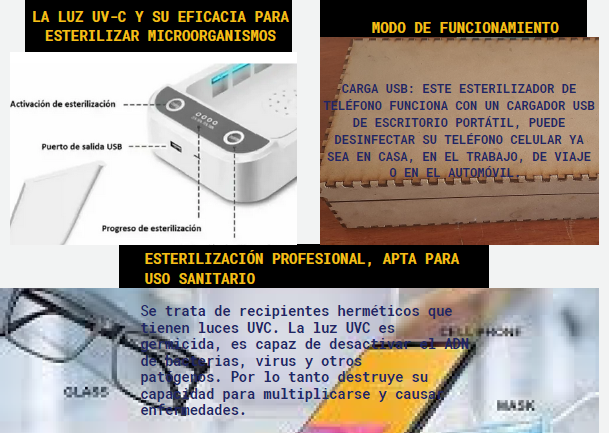 LA LUZ UV-C Y SU EFICACIA PARA
ESTERILIZAR MICROORGANISMOS
Activación de esterilización
Puerto de salida USB
Progreso de esterilización
MODO DE FUNCIONAMIENTO
CARGA USB: ESTE ESTERILIZADOR DE
TELÉFONO FUNCIONA CON UN CARGADOR USB
DE ESCRITORIO PORTÁTIL, PUEDE
DESINFECTAR SU TELÉFONO CELULAR YA
SEA EN CASA, EN EL TRABAJO, DE VIAJE
O EN EL AUTOMÓVIL.
ESTERILIZACIÓN PROFESIONAL, APTA PARA
USO SANITARIO
Se trata de recipientes herméticos que
tienen luces UVC. La luz UVC es
germicida, es capaz de desactivar el ADN
de bacterias, virus y otros
patógenos. Por lo tanto destruye su
capacidad para multiplicarse y causar
enfermedades.
CELL PHONE
GLASS
MASK